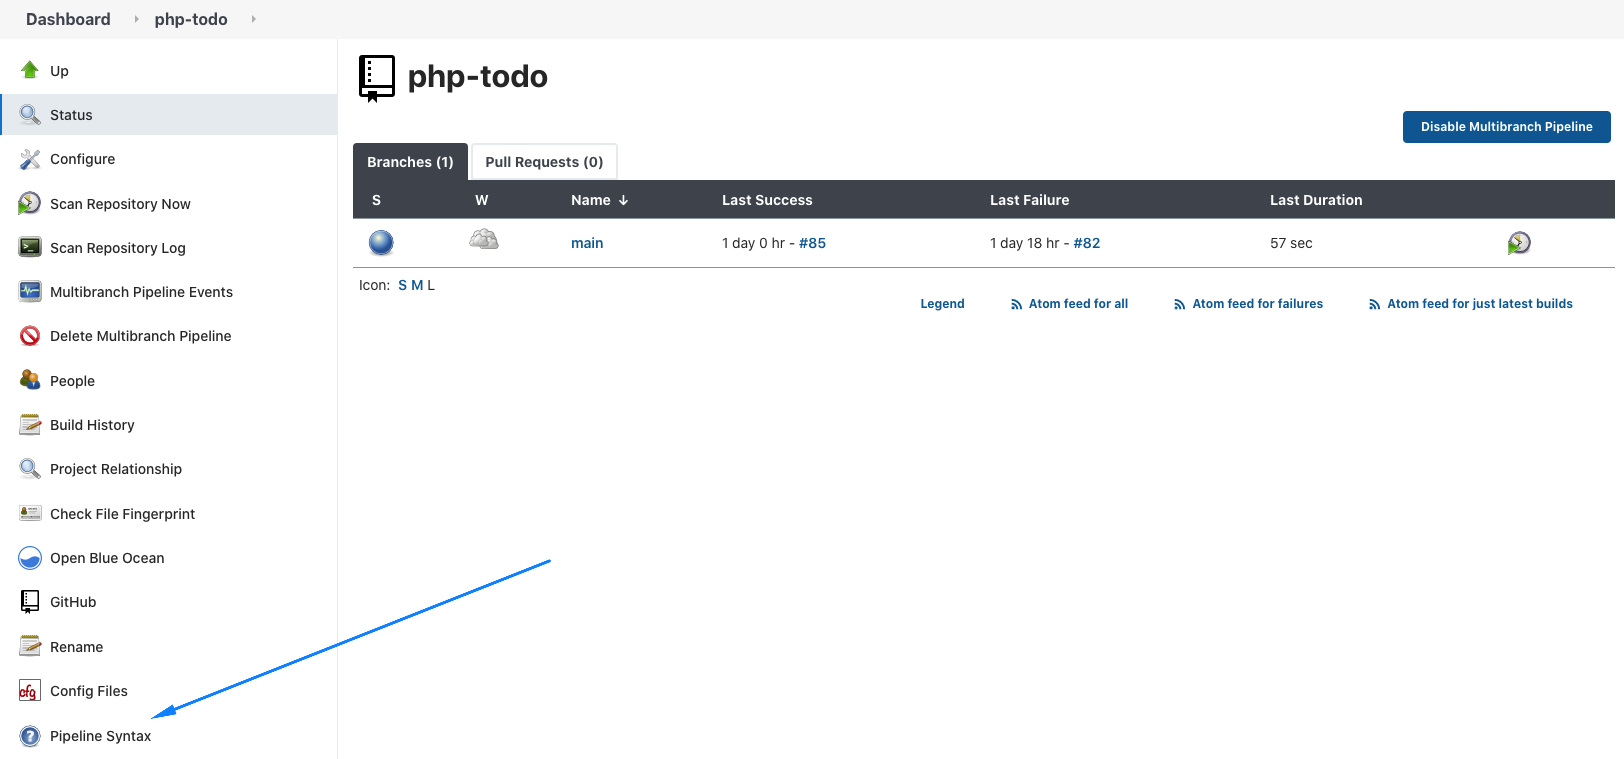 Dashboard php-todo
Up
Status
Configure
Scan Repository Now
Scan Repository Log
Multibranch Pipeline Events
Delete Multibranch Pipeline
People
Build History
Project Relationship
Check File Fingerprint
Open Blue Ocean
GitHub
Rename
cfg Config Files
Pipeline Syntax
php-todo
Disable Multibranch Pipeline
Branches (1) Pull Requests (0)
S W Name ↓ Last Success Last Failure Last Duration
main 1 day 0 hr - #85 1 day 18 hr - #82 57 sec
Icon: S M L
Legend Atom feed for all Atom feed for failures Atom feed for just latest builds